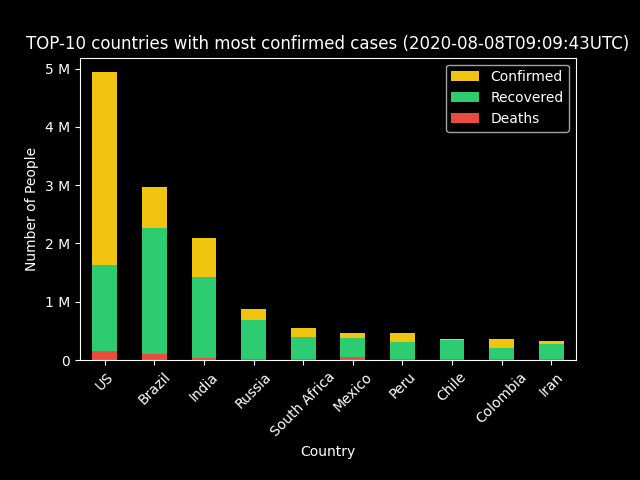 TOP-10 countries with most confirmed cases (2020-08-08T09:09:43UTC)
Confirmed
Recovered
Deaths
5 M
4 M
3 M
2 M
1 M
0
Number of People
US
Brazil
India
Russia
South Africa
Mexico
Peru
Chile
Colombia
Iran
Country